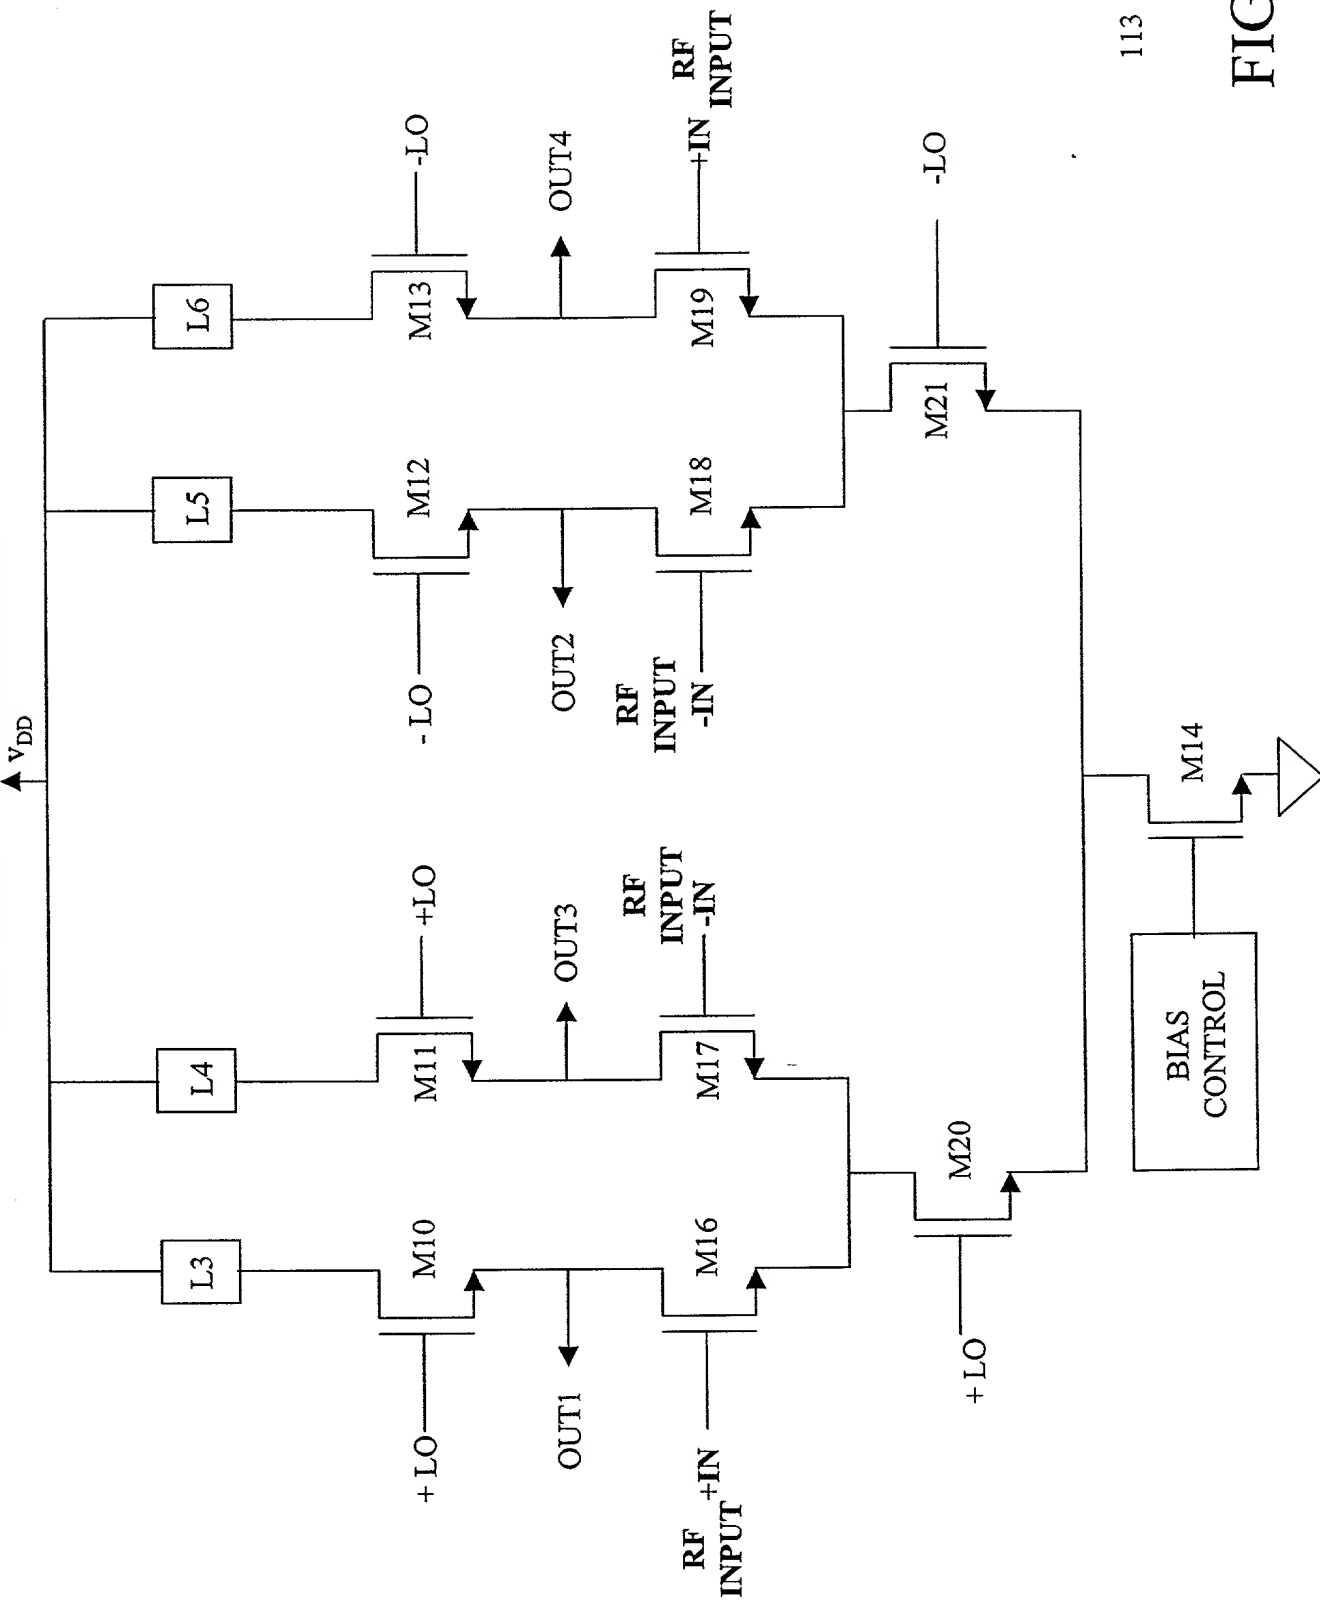 VDD
L3
L4
L5
L6
+ LO
M10
M11
+LO
- LO
M12
M13
-LO
OUT1
OUT3
OUT2
OUT4
RF
INPUT
+IN
M16
M17
RF
INPUT
-IN
RF
INPUT
-IN
M18
M19
RF
INPUT
+IN
+ LO
M20
M21
-LO
BIAS
CONTROL
M14
113
FIG